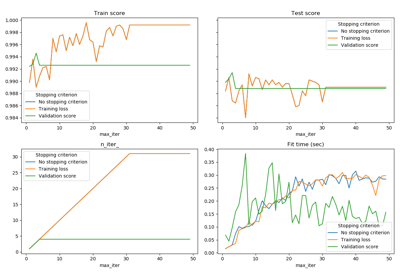 Train score
Test score
1.000
0.998
0.996
0.994
0.992
0.990
0.988
0.986
0.984
Stopping criterion
No stopping criterion
Training loss
Validation score
Stopping criterion
No stopping criterion
Training loss
Validation score
0 10 20 30 40 50
max_iter
0 10 20 30 40 50
max_iter
n_iter_
Fit time (sec)
30
25
20
15
10
5
0
Stopping criterion
No stopping criterion
Training loss
Validation score
0.40
0.35
0.30
0.25
0.20
0.15
0.10
0.05
0.00
Stopping criterion
No stopping criterion
Training loss
Validation score
0 10 20 30 40 50
max_iter
0 10 20 30 40 50
max_iter